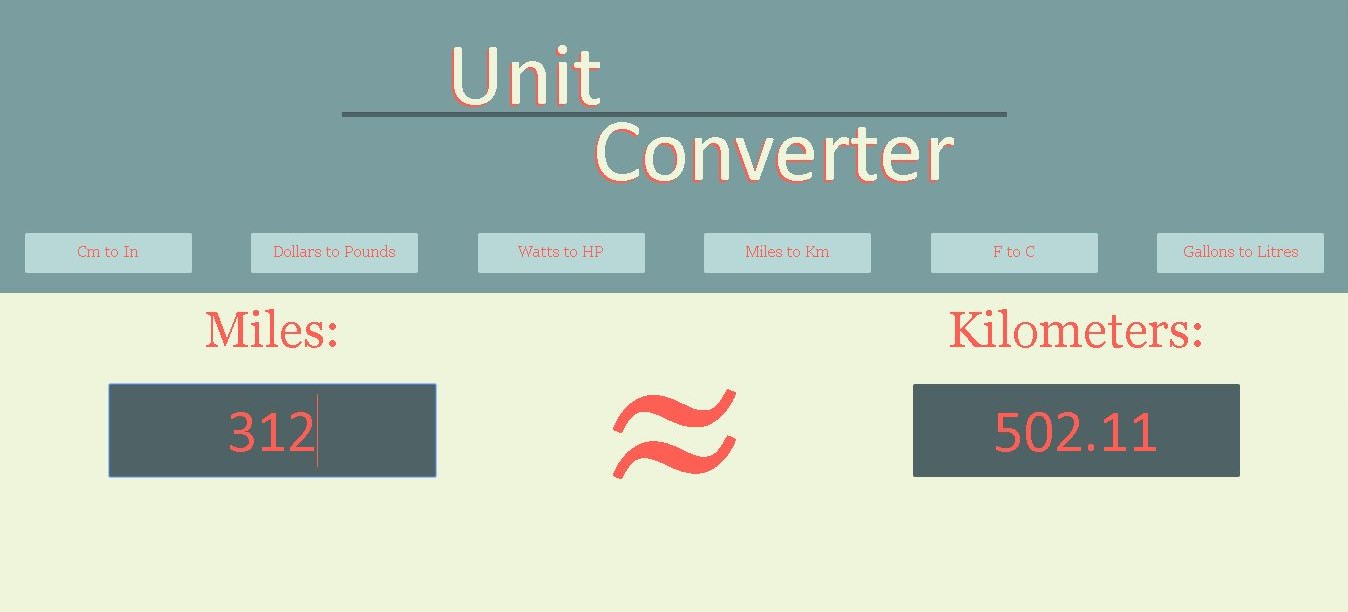 Unit
Converter
Cm to In
Dollars to Pounds
Watts to HP
Miles to Km
F to C
Gallons to Litres
Miles:
Kilometers:
312
≈
502.11